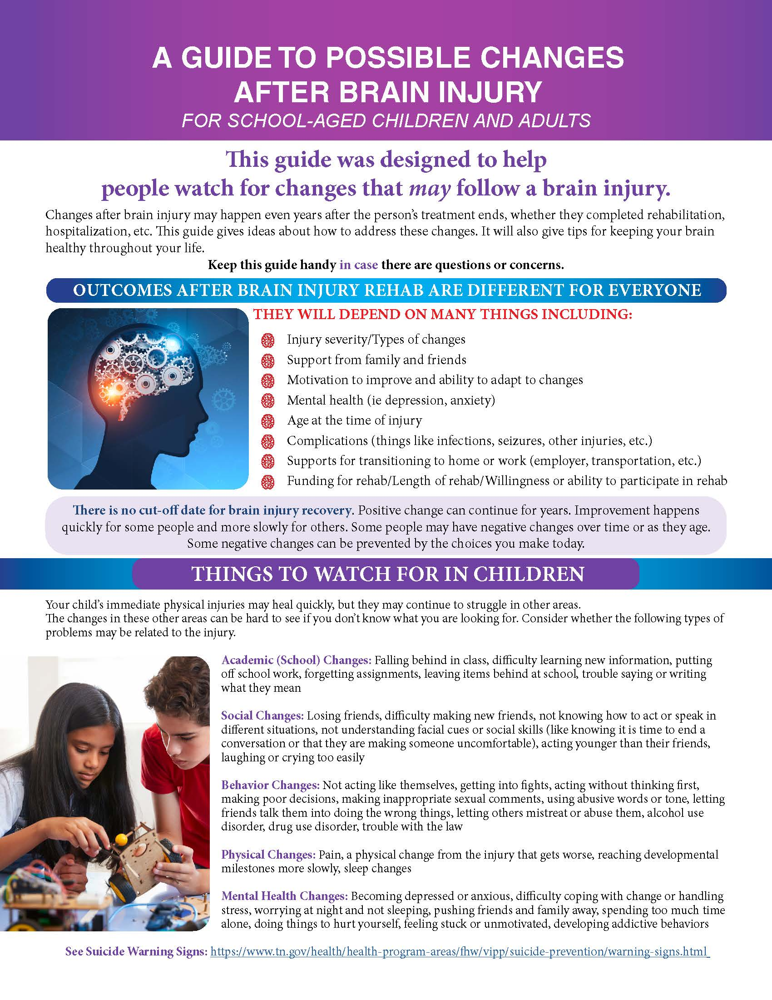 A GUIDE TO POSSIBLE CHANGES
AFTER BRAIN INJURY
FOR SCHOOL-AGED CHILDREN AND ADULTS
This guide was designed to help
people watch for changes that may follow a brain injury.
Changes after brain injury may happen even years after the person’s treatment ends, whether they completed rehabilitation,
hospitalization, etc. This guide gives ideas about how to address these changes. It will also give tips for keeping your brain
healthy throughout your life.
Keep this guide handy in case there are questions or concerns.
OUTCOMES AFTER BRAIN INJURY REHAB ARE DIFFERENT FOR EVERYONE
THEY WILL DEPEND ON MANY THINGS INCLUDING:
Injury severity/Types of changes
Support from family and friends
Motivation to improve and ability to adapt to changes
Mental health (ie depression, anxiety)
Age at the time of injury
Complications (things like infections, seizures, other injuries, etc.)
Supports for transitioning to home or work (employer, transportation, etc.)
Funding for rehab/Length of rehab/Willingness or ability to participate in rehab
There is no cut-off date for brain injury recovery. Positive change can continue for years. Improvement happens
quickly for some people and more slowly for others. Some people may have negative changes over time or as they age.
Some negative changes can be prevented by the choices you make today.
THINGS TO WATCH FOR IN CHILDREN
Your child’s immediate physical injuries may heal quickly, but they may continue to struggle in other areas.
The changes in these other areas can be hard to see if you don’t know what you are looking for. Consider whether the following types of
problems may be related to the injury.
Academic (School) Changes: Falling behind in class, difficulty learning new information, putting
off school work, forgetting assignments, leaving items behind at school, trouble saying or writing
what they mean
Social Changes: Losing friends, difficulty making new friends, not knowing how to act or speak in
different situations, not understanding facial cues or social skills (like knowing it is time to end a
conversation or that they are making someone uncomfortable), acting younger than their friends,
laughing or crying too easily
Behavior Changes: Not acting like themselves, getting into fights, acting without thinking first,
making poor decisions, making inappropriate sexual comments, using abusive words or tone, letting
friends talk them into doing the wrong things, letting others mistreat or abuse them, alcohol use
disorder, drug use disorder, trouble with the law
Physical Changes: Pain, a physical change from the injury that gets worse, reaching developmental
milestones more slowly, sleep changes
Mental Health Changes: Becoming depressed or anxious, difficulty coping with change or handling
stress, worrying at night and not sleeping, pushing friends and family away, spending too much time
alone, doing things to hurt yourself, feeling stuck or unmotivated, developing addictive behaviors
See Suicide Warning Signs: https://www.tn.gov/health/health-program-areas/fhw/vipp/suicide-prevention/warning-signs.html